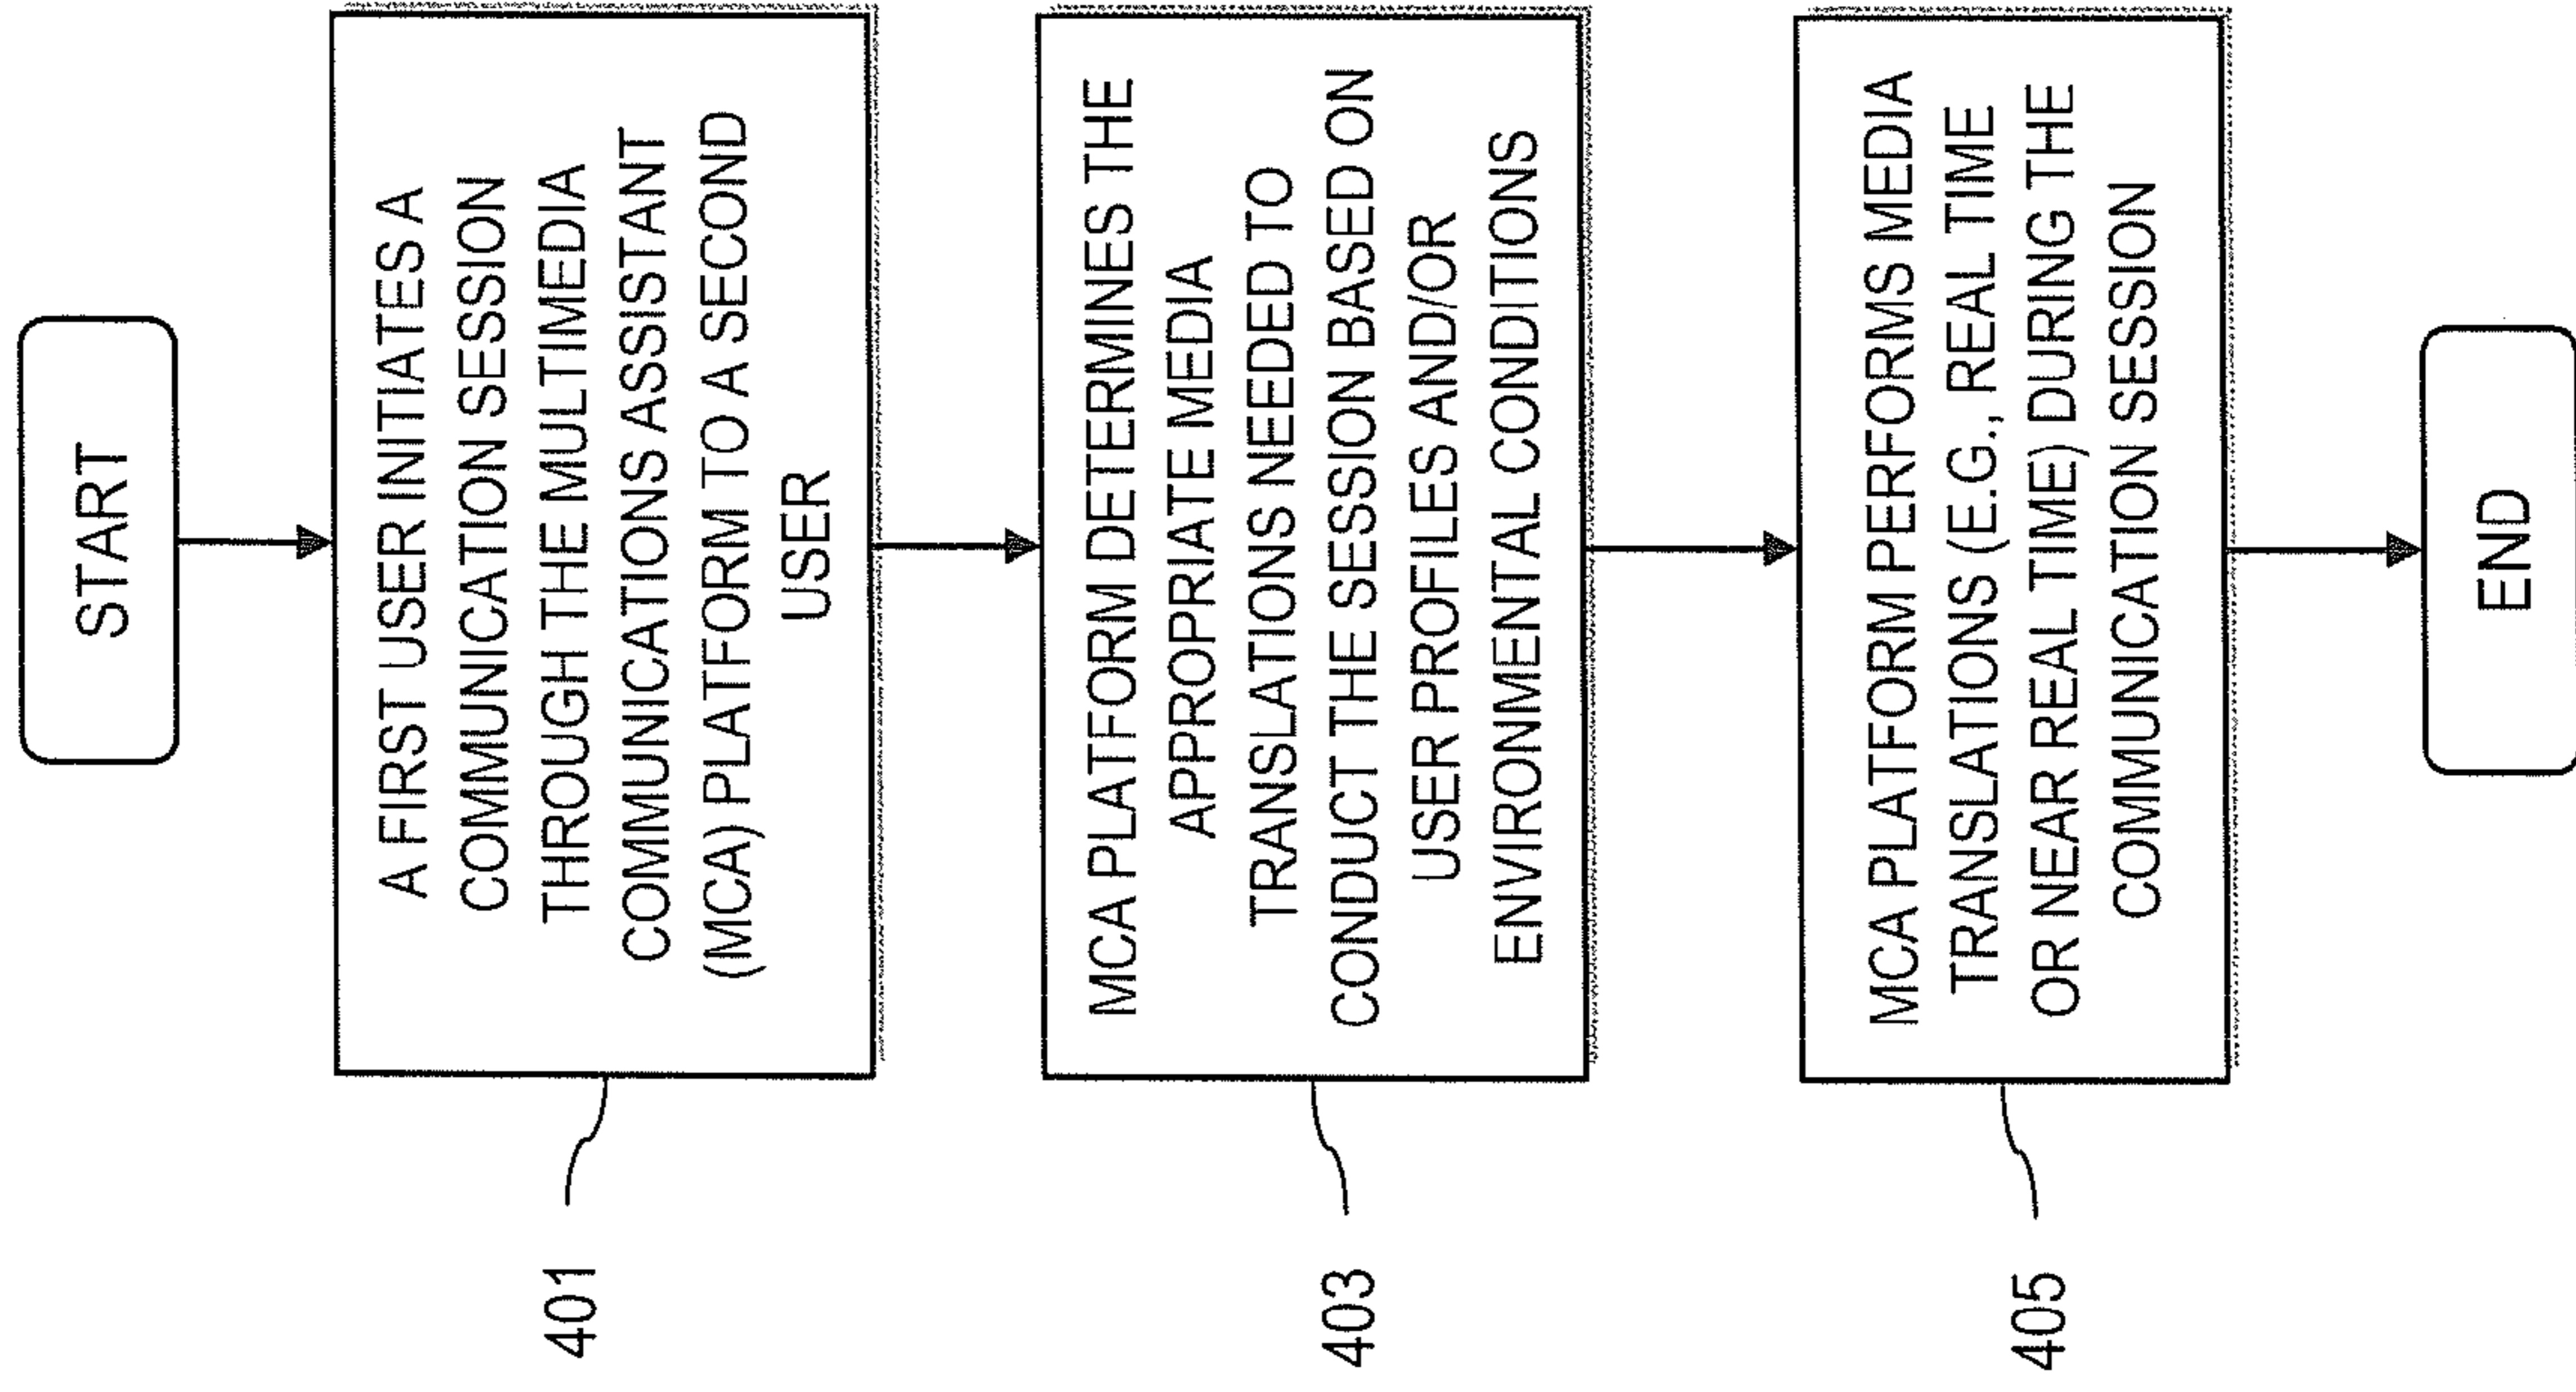 START
A FIRST USER INITIATES A
COMMUNICATION SESSION
THROUGH THE MULTIMEDIA
COMMUNICATIONS ASSISTANT
(MCA) PLATFORM TO A SECOND
USER
401
MCA PLATFORM DETERMINES THE
APPROPRIATE MEDIA
TRANSLATIONS NEEDED TO
CONDUCT THE SESSION BASED ON
USER PROFILES AND/OR
ENVIRONMENTAL CONDITIONS
403
MCA PLATFORM PERFORMS MEDIA
TRANSLATIONS (E.G., REAL TIME
OR NEAR REAL TIME) DURING THE
COMMUNICATION SESSION
405
END